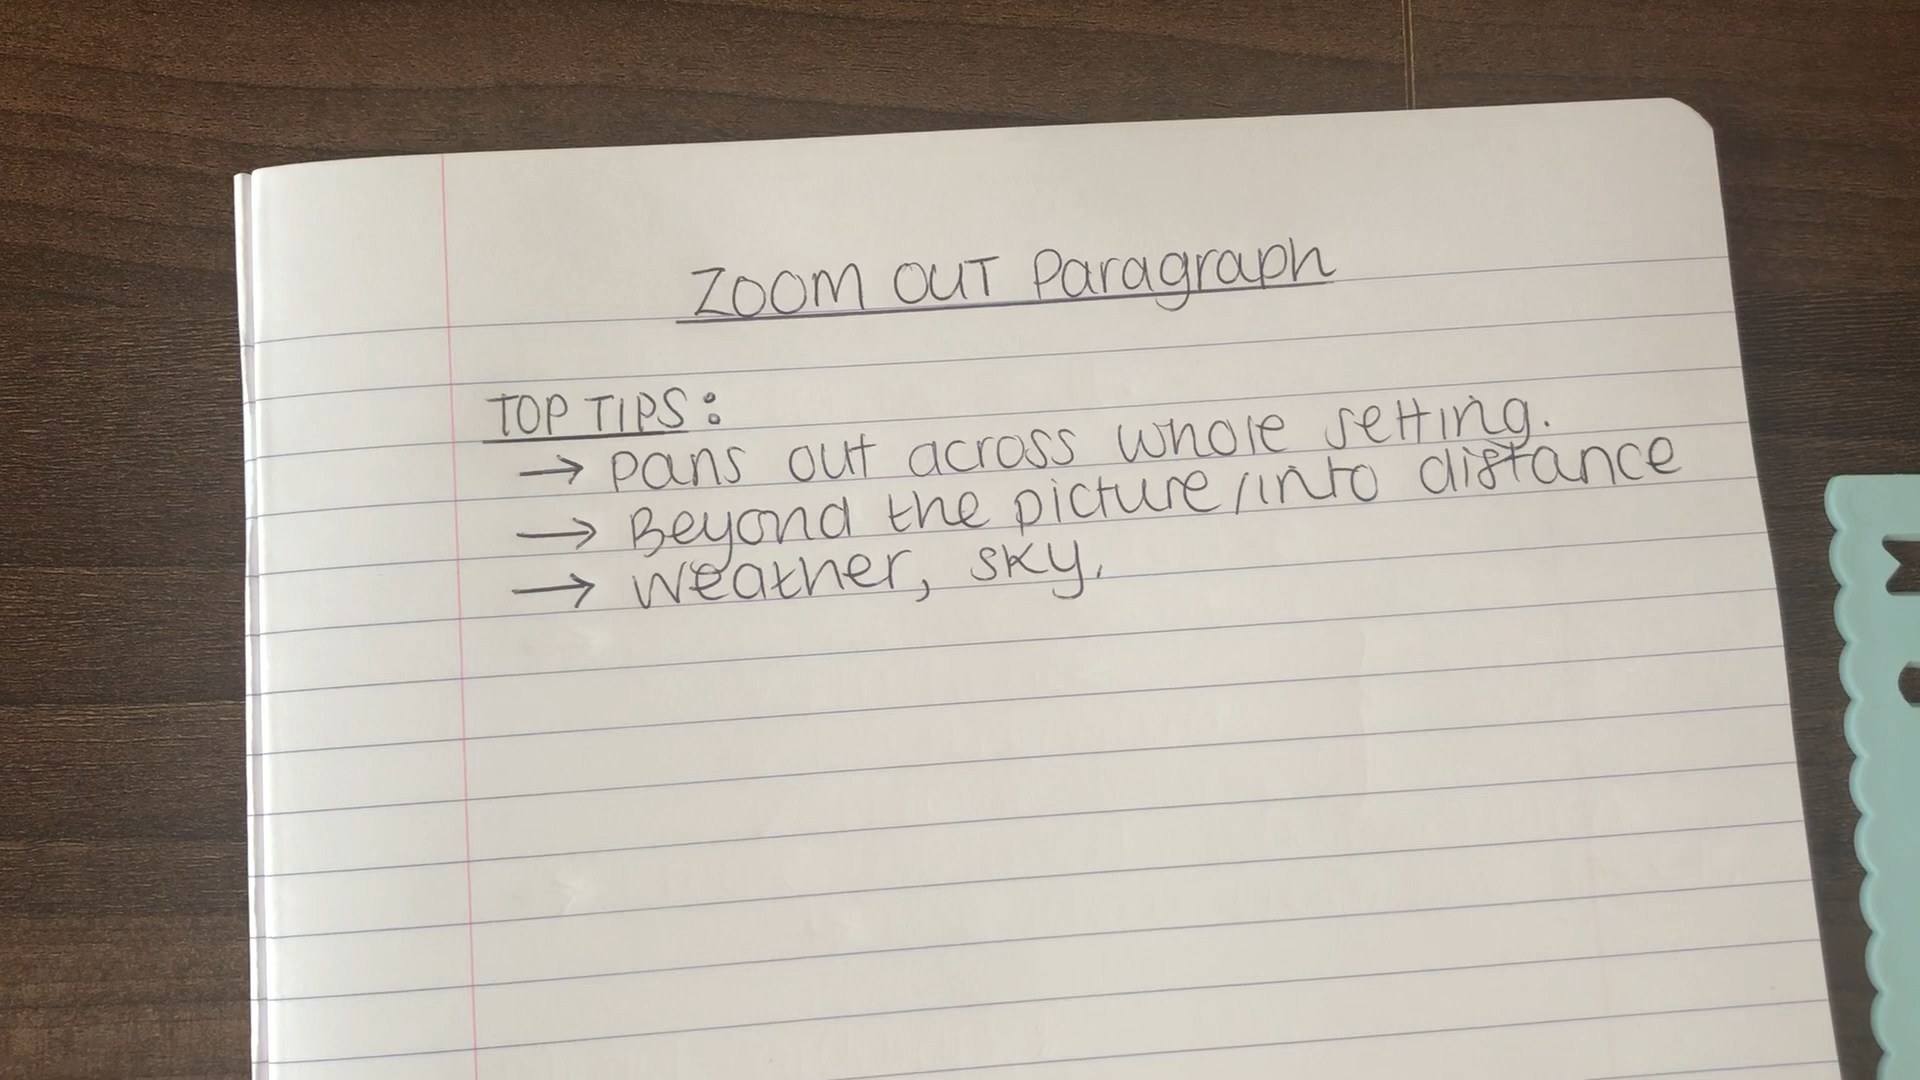 ZOOM OUT Paragraph
TOP TIPS:
→ pans out across whole setting.
→ Beyond the picture/into distance
→ weather, sky.